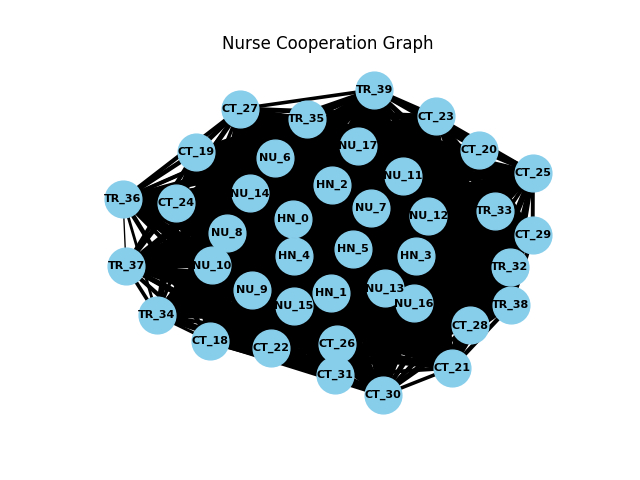 Nurse Cooperation Graph
TR_39
CT_27
CT_23
TR_35
NU_17
CT_20
CT_19
NU_6
CT_25
NU_11
HN_2
NU_14
TR_36
CT_24
NU_7
TR_33
NU_12
HN_0
NU_8
CT_29
HN_5
HN_4
HN_3
NU_10
TR_37
TR_32
NU_13
NU_9
HN_1
NU_16
TR_38
NU_15
TR_34
CT_28
CT_18
CT_26
CT_22
CT_21
CT_31
CT_30